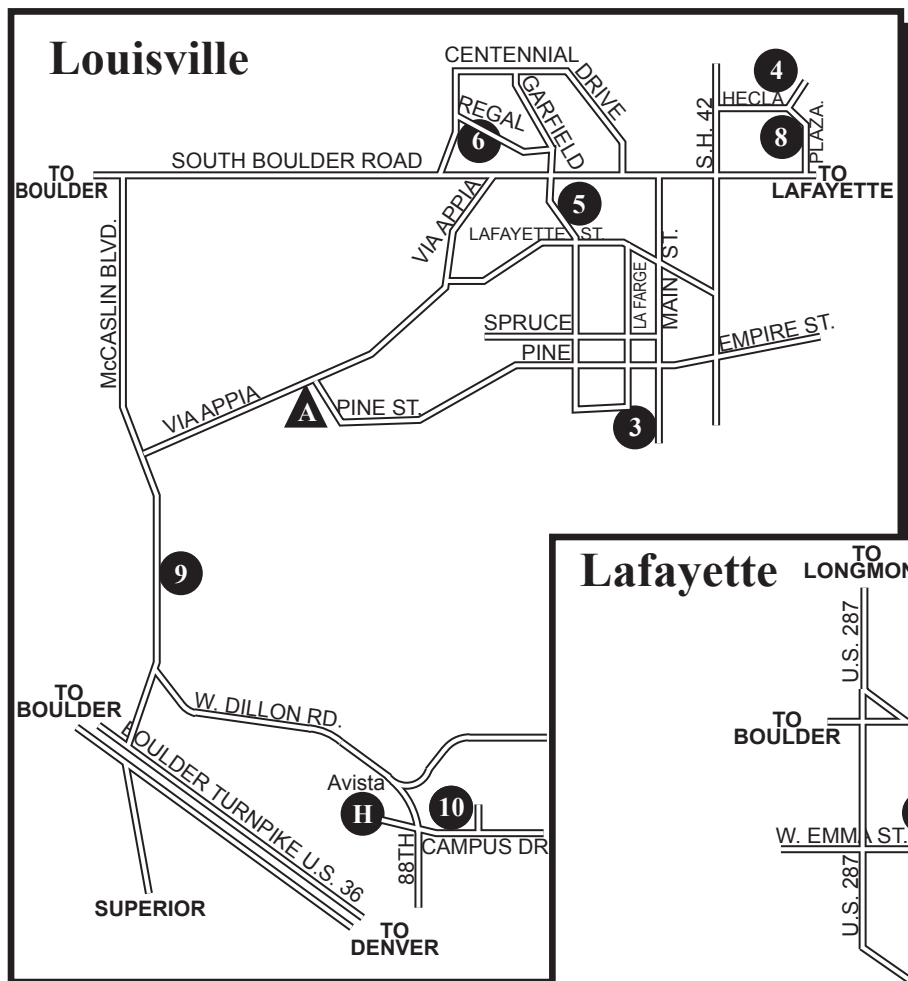 Louisville
CENTENNIAL
DRIVE
GARFIELD
REGAL
6
4
HECLA
8
PLAZA.
S.H. 42
SOUTH BOULDER ROAD
TO
BOULDER
TO
LAFAYETTE
VIA APPIA
5
LAFAYETTE ST.
McCASLIN BLVD.
LA FARGE
MAIN ST.
SPRUCE
PINE
EMPIRE ST.
VIA APPIA
A
PINE ST.
3
9
TO
BOULDER
W. DILLON RD.
BOULDER TURNPIKE U.S. 36
Avista
H
10
CAMPUS DR
88TH
SUPERIOR
TO
DENVER
Lafayette
TO
LONGMON
U.S. 287
TO
BOULDER
W. EMMA ST.
U.S. 287